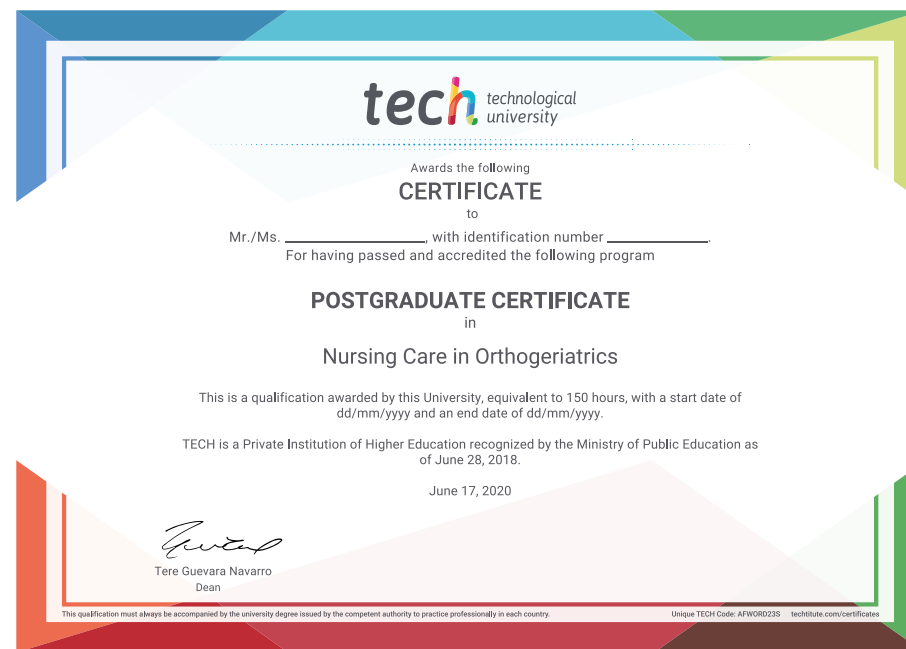 tech technological
university
Awards the following
CERTIFICATE
to
Mr./Ms. ____________________, with identification number ______________.
For having passed and accredited the following program
POSTGRADUATE CERTIFICATE
in
Nursing Care in Orthogeriatrics
This is a qualification awarded by this University, equivalent to 150 hours, with a start date of
dd/mm/yyyy and an end date of dd/mm/yyyy.
TECH is a Private Institution of Higher Education recognized by the Ministry of Public Education as
of June 28, 2018.
June 17, 2020
Tere Guevara Navarro
Dean
This qualification must always be accompanied by the university degree issued by the competent authority to practice professionally in each country. Unique TECH Code: AFWORD23S techtitute.com/certificates